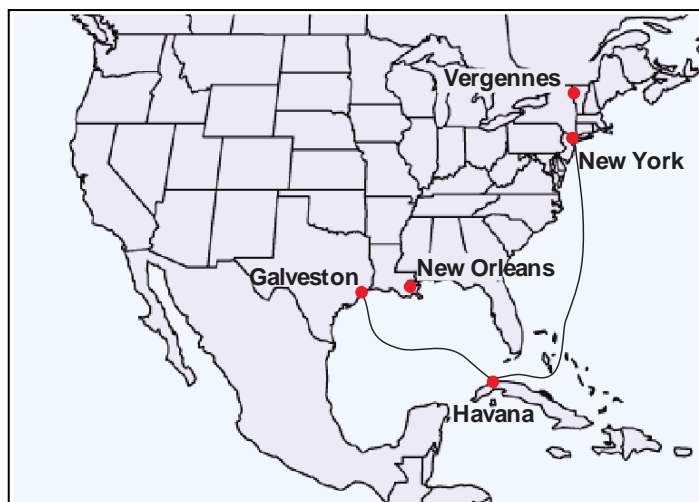 Vergennes
New York
Galveston
New Orleans
Havana